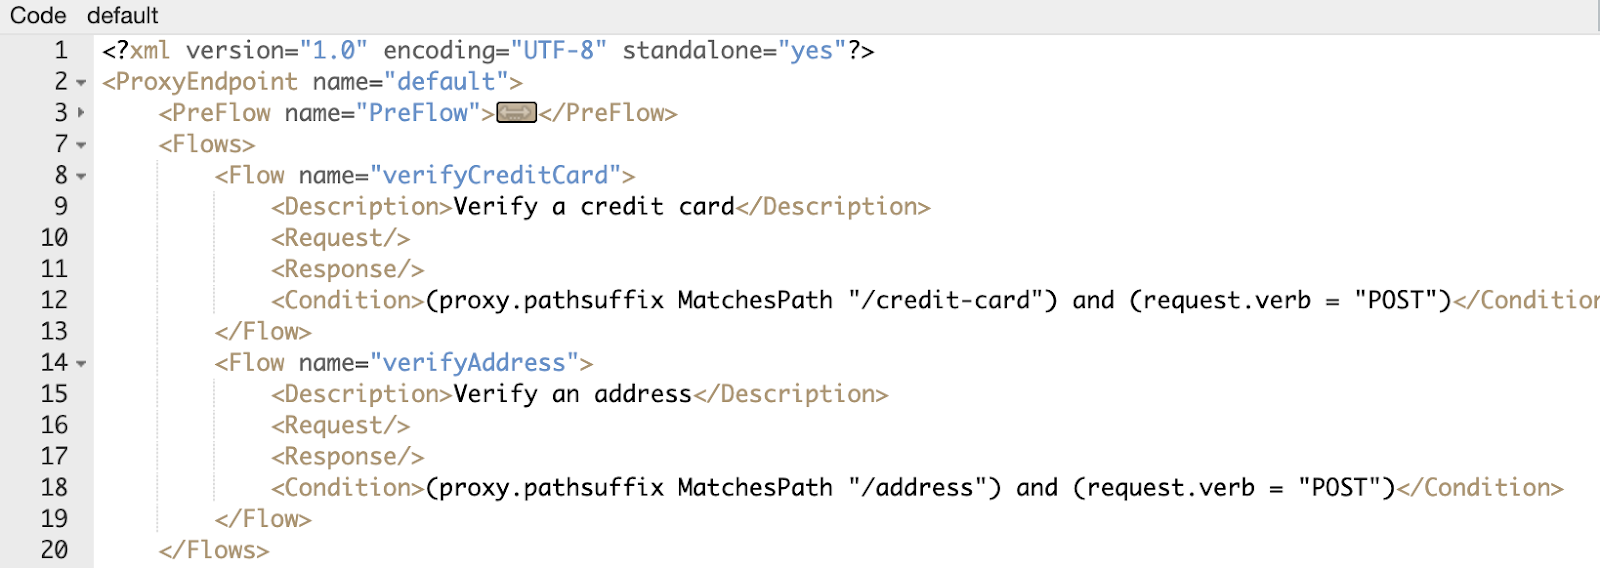 Code default
1 <?xml version="1.0" encoding="UTF-8" standalone="yes"?>
2 <ProxyEndpoint name="default">
3 <PreFlow name="PreFlow"></PreFlow>
7 <Flows>
8 <Flow name="verifyCreditCard">
9 <Description>Verify a credit card</Description>
10 <Request/>
11 <Response/>
12 <Condition>(proxy.pathsuffix MatchesPath "/credit-card") and (request.verb = "POST")</Condition
13 </Flow>
14 <Flow name="verifyAddress">
15 <Description>Verify an address</Description>
16 <Request/>
17 <Response/>
18 <Condition>(proxy.pathsuffix MatchesPath "/address") and (request.verb = "POST")</Condition>
19 </Flow>
20 </Flows>